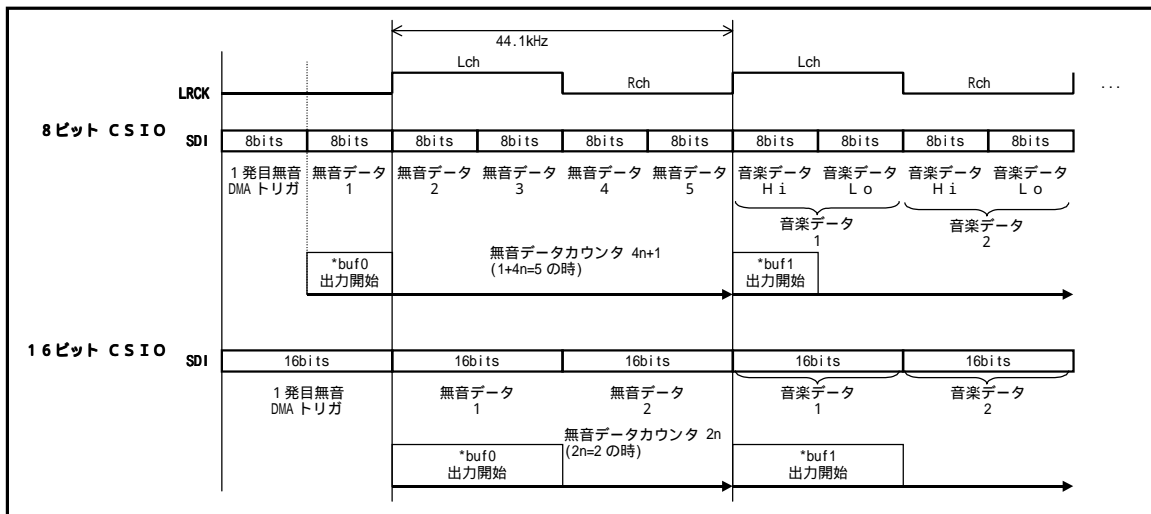 44.1kHz
Lch
Rch
Lch
Rch
...
LRCK
8ビット CSIO
SDI
8bits
8bits
8bits
8bits
8bits
8bits
8bits
8bits
8bits
8bits
1発目無音
DMAトリガ
無音データ
1
無音データ
2
無音データ
3
無音データ
4
無音データ
5
音楽データ
Hi
音楽データ
Lo
音楽データ
Hi
音楽データ
Lo
音楽データ
1
音楽データ
2
*buf0
出力開始
無音データカウンタ 4n+1
(1+4n=5 の時)
*buf1
出力開始
16ビット CSIO
SDI
16bits
16bits
16bits
16bits
16bits
1発目無音
DMAトリガ
無音データ
1
無音データ
2
音楽データ
1
音楽データ
2
*buf0
出力開始
無音データカウンタ 2n
(2n=2 の時)
*buf1
出力開始